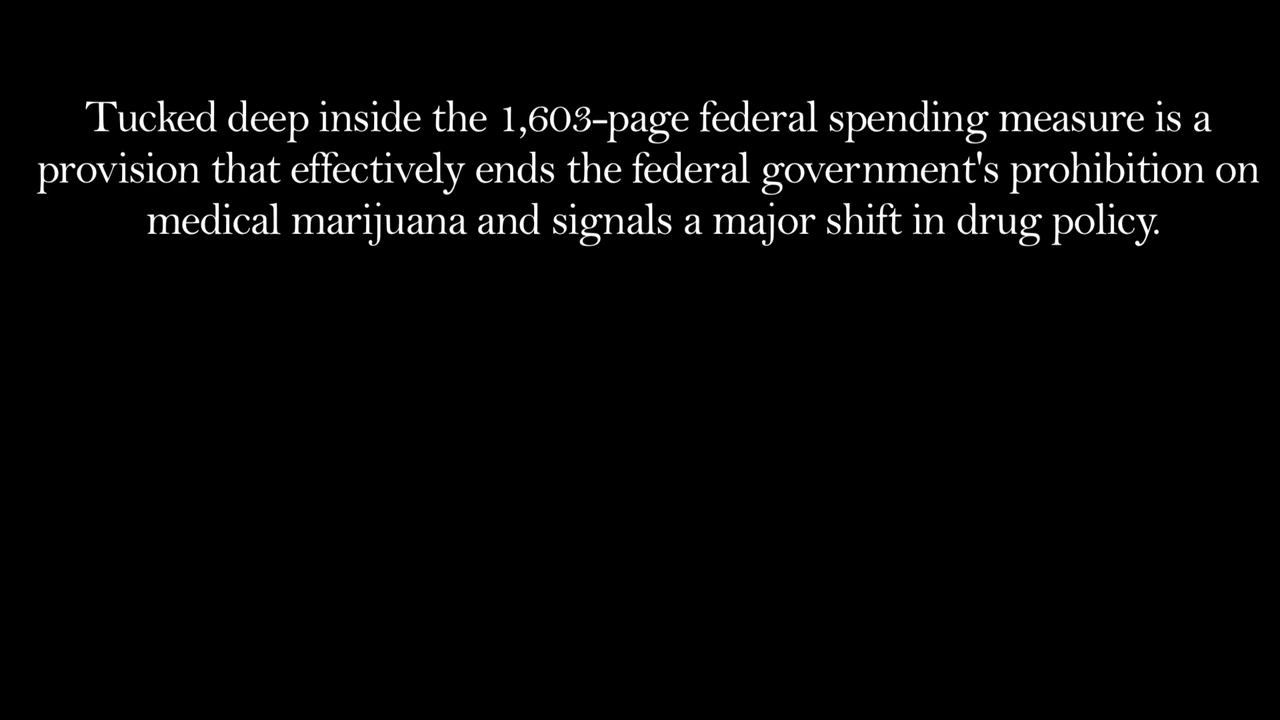 Tucked deep inside the 1,603-page federal spending measure is a
provision that effectively ends the federal government's prohibition on
medical marijuana and signals a major shift in drug policy.